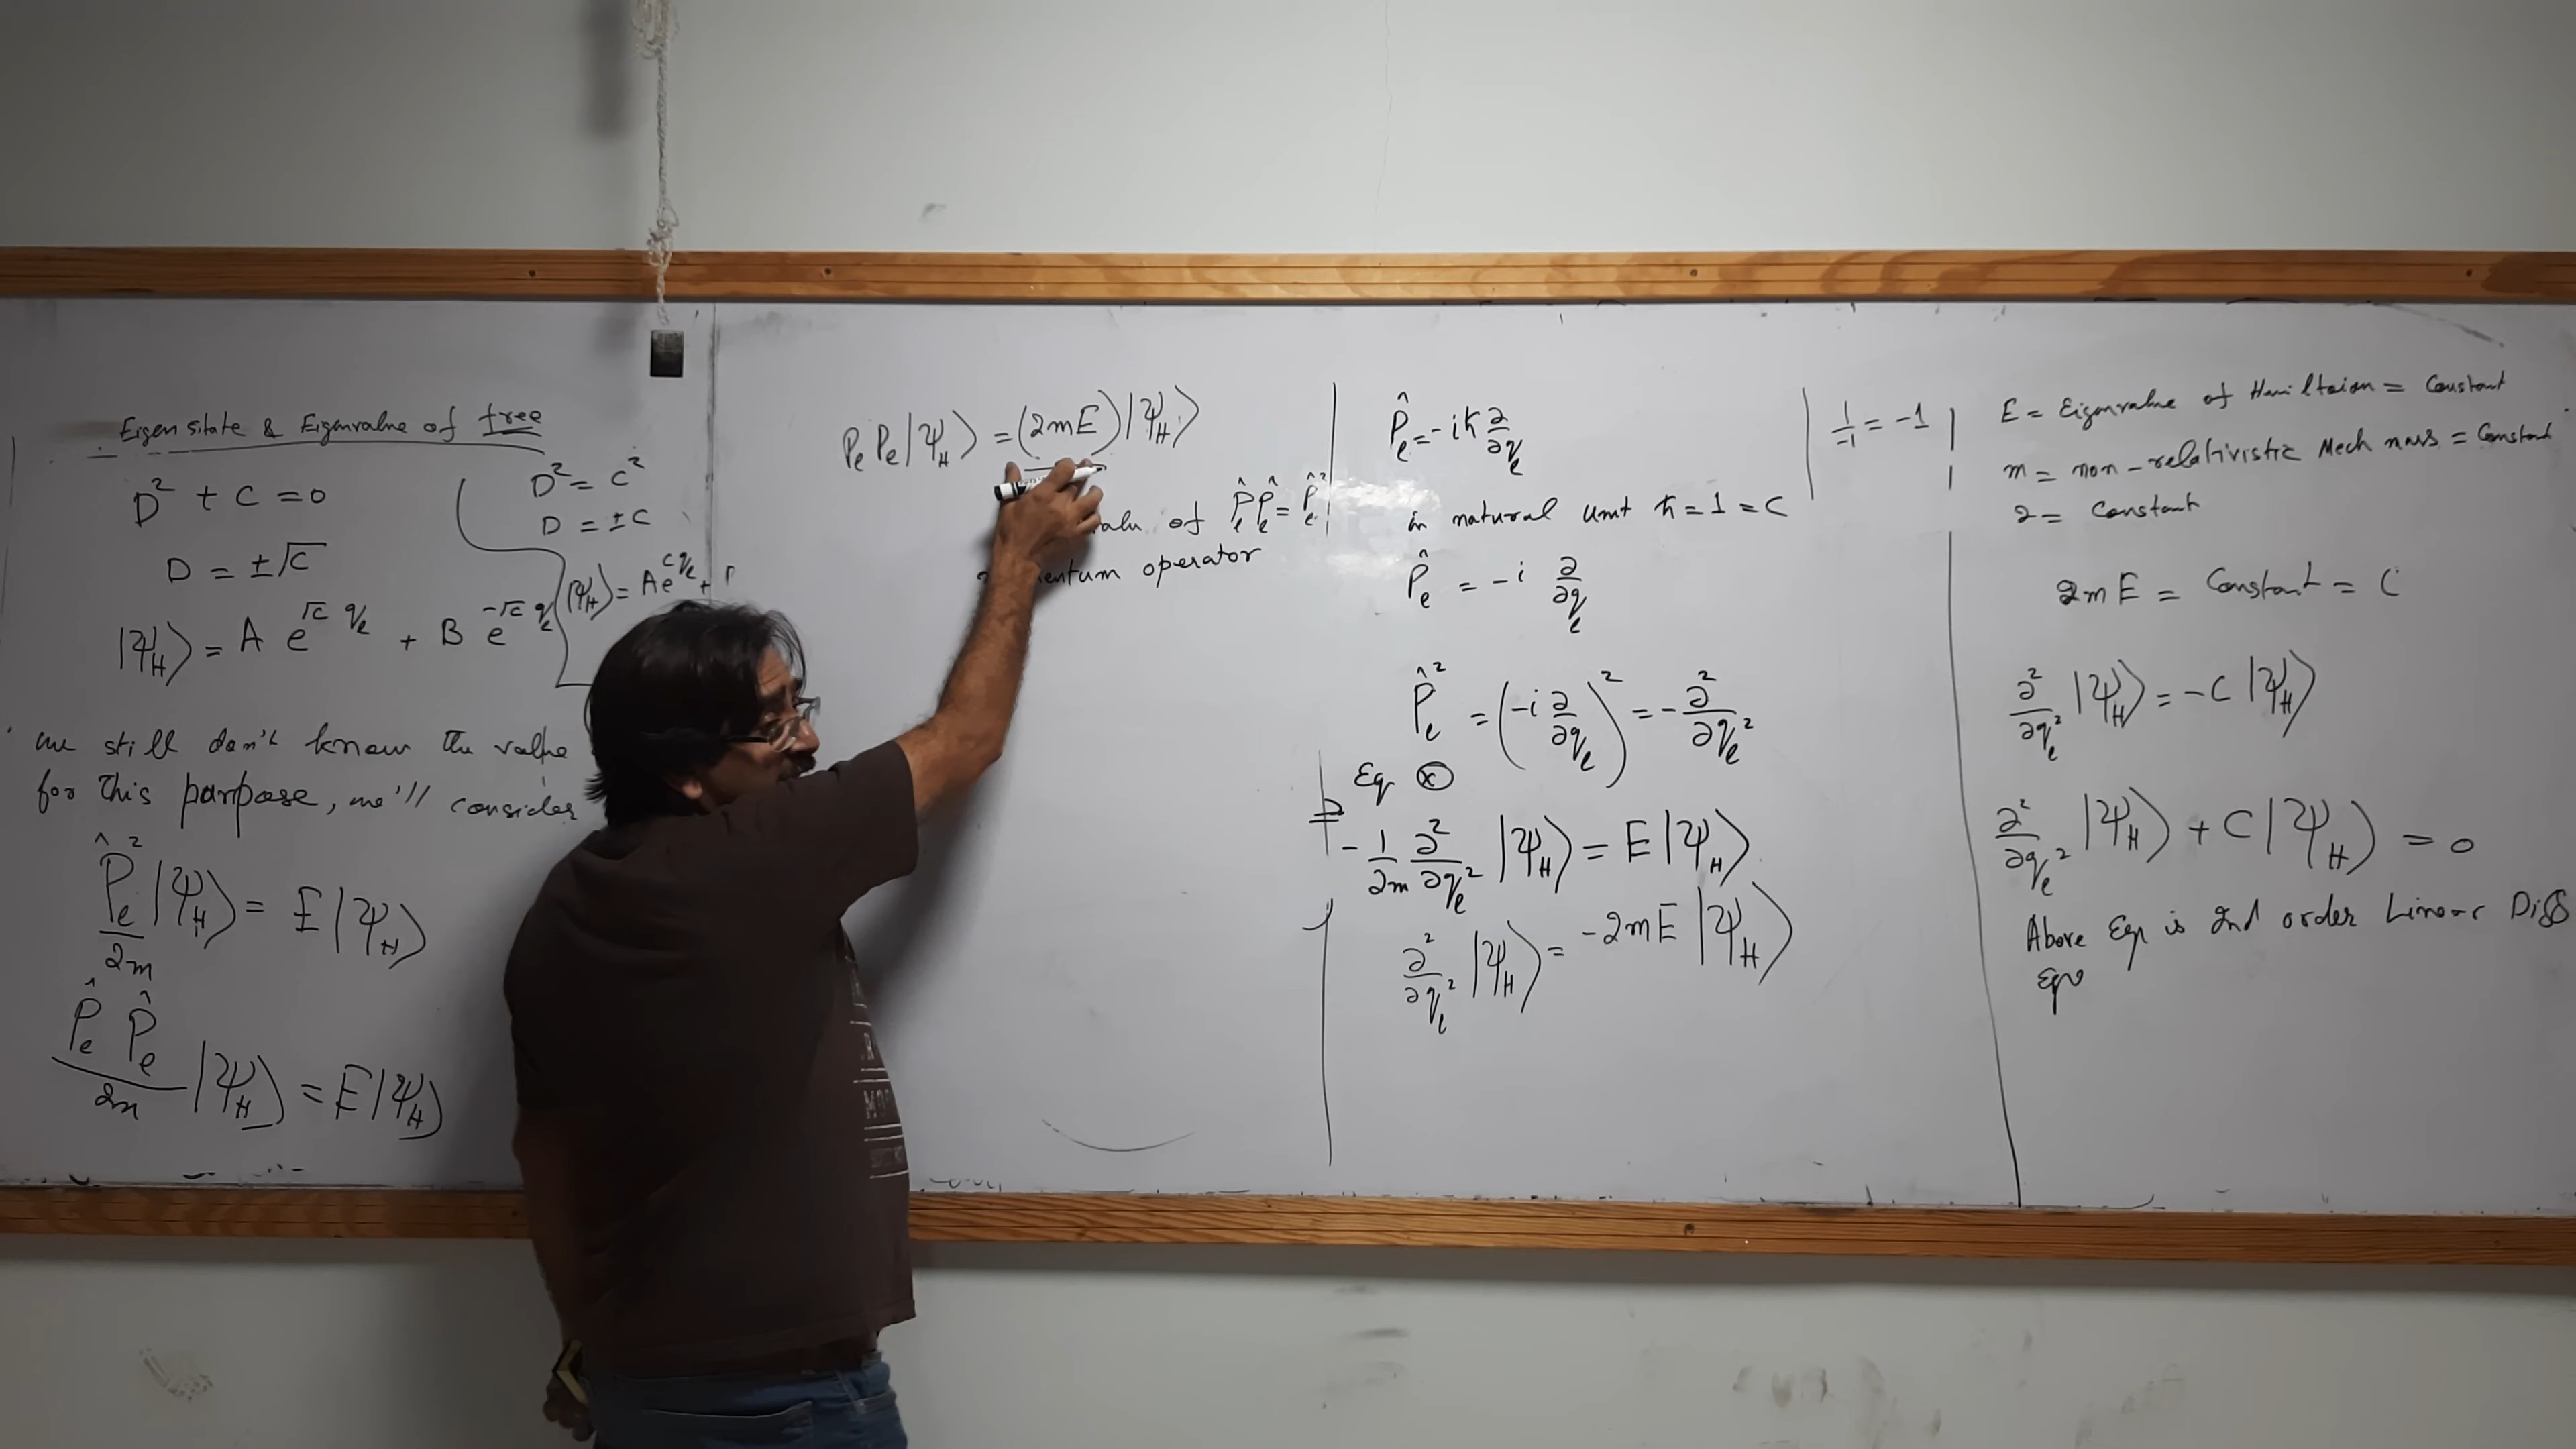 Eigen state & Eigenvalue of free
D² + C = 0
D = ±√C
|Ψ_H⟩ = A e^{√C q_e} + B e^{-√C q_e}
D² = C²
D = ±C
|Ψ_H⟩ = A e^{C q_e} +
we still don't know the value
for this purpose, we'll consider
P̂_e²/2m |Ψ_H⟩ = E |Ψ_H⟩
P̂_e P̂_e/2m |Ψ_H⟩ = E |Ψ_H⟩
P_e P_e |Ψ_H⟩ = (2mE) |Ψ_H⟩
of P̂_e P̂_e = P̂_e²
operator
P̂_e = -iℏ ∂/∂q_e
in natural unit ℏ = 1 = C
P̂_e = -i ∂/∂q_e
P̂_e² = (-i ∂/∂q_e)² = -∂²/∂q_e²
⇒ Eq ⊗
-1/2m ∂²/∂q_e² |Ψ_H⟩ = E |Ψ_H⟩
∂²/∂q_e² |Ψ_H⟩ = -2mE |Ψ_H⟩
1/-1 = -1
E = Eigenvalue of Hamiltoian = Constant
m = non-relativistic Mech mass = Constant
2 = Constant
2mE = Constant = C
∂²/∂q_e² |Ψ_H⟩ = -C |Ψ_H⟩
∂²/∂q_e² |Ψ_H⟩ + C |Ψ_H⟩ = 0
Above Eqn is 2nd order Linear Diff
Eqn